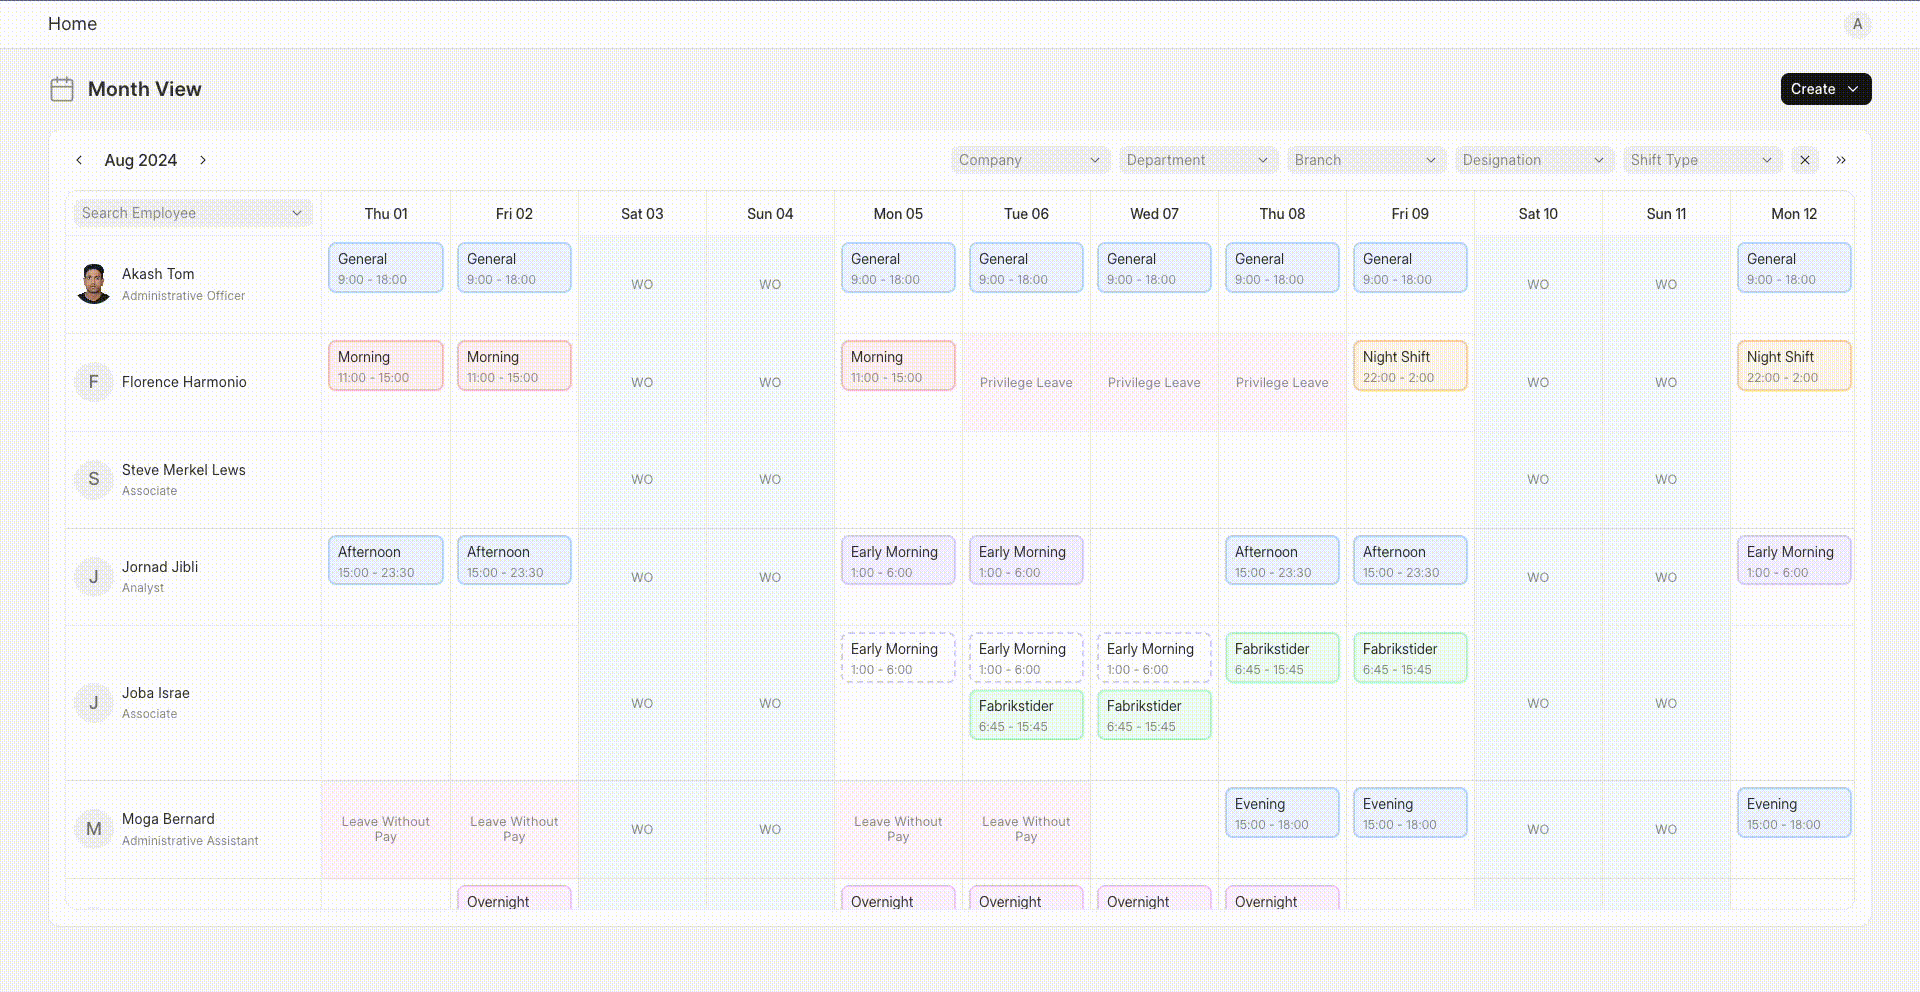 Home
A
Month View
Create
Aug 2024
Company
Department
Branch
Designation
Shift Type
Search Employee
Thu 01
Fri 02
Sat 03
Sun 04
Mon 05
Tue 06
Wed 07
Thu 08
Fri 09
Sat 10
Sun 11
Mon 12
Akash Tom
Administrative Officer
General
9:00 - 18:00
General
9:00 - 18:00
WO
WO
General
9:00 - 18:00
General
9:00 - 18:00
General
9:00 - 18:00
General
9:00 - 18:00
General
9:00 - 18:00
WO
WO
General
9:00 - 18:00
F
Florence Harmonio
Morning
11:00 - 15:00
Morning
11:00 - 15:00
WO
WO
Morning
11:00 - 15:00
Privilege Leave
Privilege Leave
Privilege Leave
Night Shift
22:00 - 2:00
WO
WO
Night Shift
22:00 - 2:00
S
Steve Merkel Lews
Associate
WO
WO
WO
WO
J
Jornad Jibli
Analyst
Afternoon
15:00 - 23:30
Afternoon
15:00 - 23:30
WO
WO
Early Morning
1:00 - 6:00
Early Morning
1:00 - 6:00
Afternoon
15:00 - 23:30
Afternoon
15:00 - 23:30
WO
WO
Early Morning
1:00 - 6:00
J
Joba Israe
Associate
WO
WO
Early Morning
1:00 - 6:00
Early Morning
1:00 - 6:00
Fabrikstider
6:45 - 15:45
Early Morning
1:00 - 6:00
Fabrikstider
6:45 - 15:45
Fabrikstider
6:45 - 15:45
Fabrikstider
6:45 - 15:45
WO
WO
M
Moga Bernard
Administrative Assistant
Leave Without
Pay
Leave Without
Pay
WO
WO
Leave Without
Pay
Leave Without
Pay
Evening
15:00 - 18:00
Evening
15:00 - 18:00
WO
WO
Evening
15:00 - 18:00
Overnight
Overnight
Overnight
Overnight
Overnight